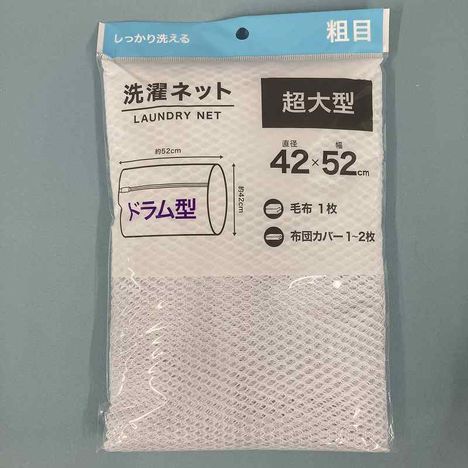 しっかり洗える
粗目
洗濯ネット
LAUNDRY NET
超大型
約52cm
約42cm
ドラム型
直径 幅
42×52cm
毛布 1枚
布団カバー 1~2枚